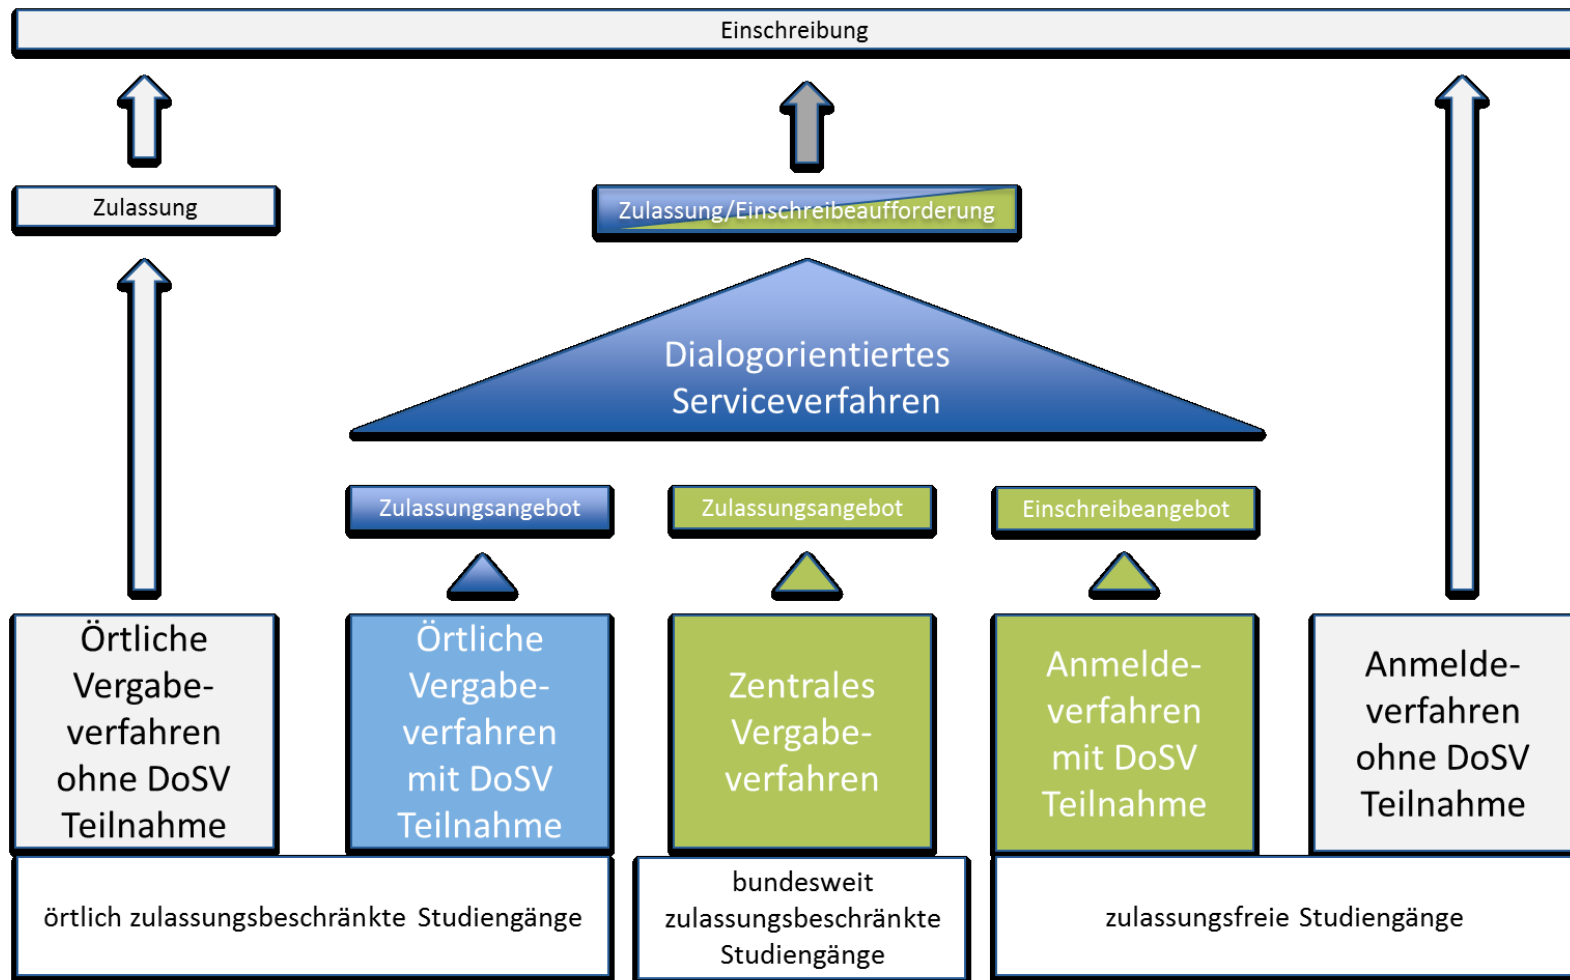 Einschreibung
Zulassung
Zulassung/Einschreibeaufforderung
Dialogorientiertes
Serviceverfahren
Zulassungsangebot
Zulassungsangebot
Einschreibeangebot
Örtliche
Vergabe-
verfahren
ohne DoSV
Teilnahme
Örtliche
Vergabe-
verfahren
mit DoSV
Teilnahme
Zentrales
Vergabe-
verfahren
Anmelde-
verfahren
mit DoSV
Teilnahme
Anmelde-
verfahren
ohne DoSV
Teilnahme
örtlich zulassungsbeschränkte Studiengänge
bundesweit
zulassungsbeschränkte
Studiengänge
zulassungsfreie Studiengänge